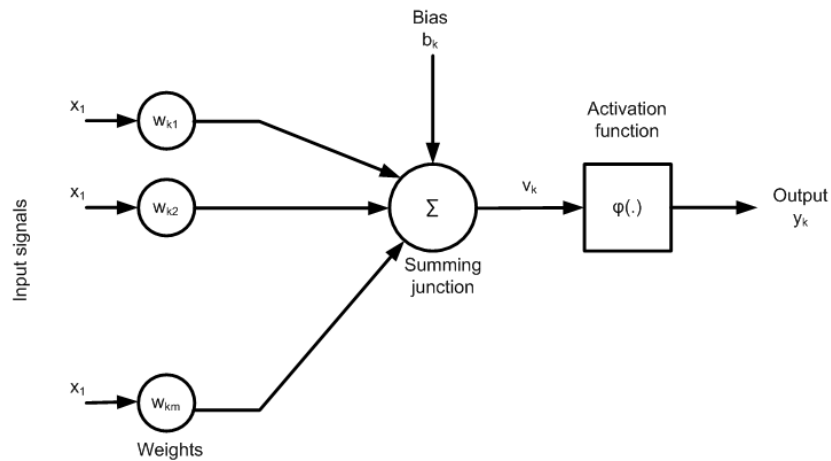 Bias
bₖ
Activation
function
x₁
wₖ₁
x₁
wₖ₂
Σ
vₖ
φ(.)
Output
yₖ
Input signals
Summing
junction
x₁
wₖₘ
Weights